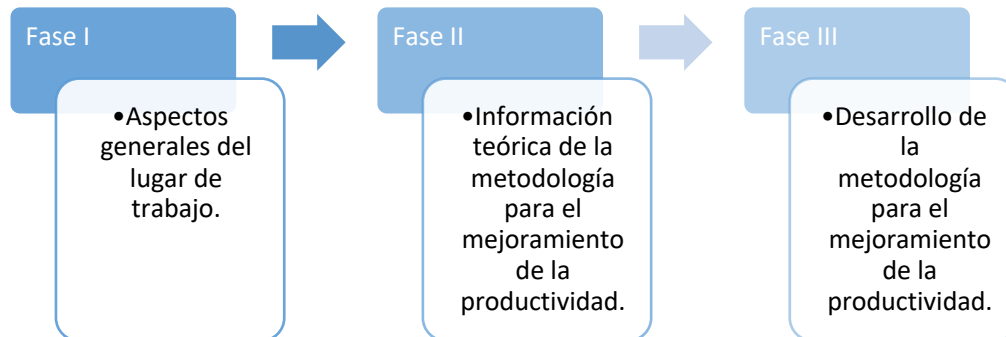 Fase I
•Aspectos
generales del
lugar de
trabajo.
Fase II
•Información
teórica de la
metodología
para el
mejoramiento
de la
productividad.
Fase III
•Desarrollo de
la
metodología
para el
mejoramiento
de la
productividad.